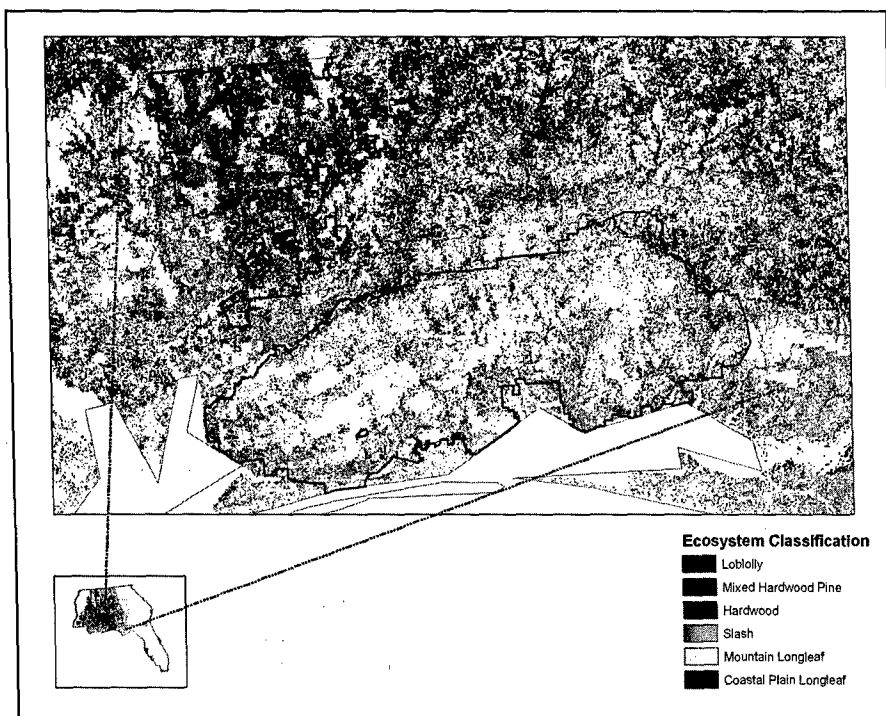 Ecosystem Classification
Loblolly
Mixed Hardwood Pine
Hardwood
Slash
Mountain Longleaf
Coastal Plain Longleaf